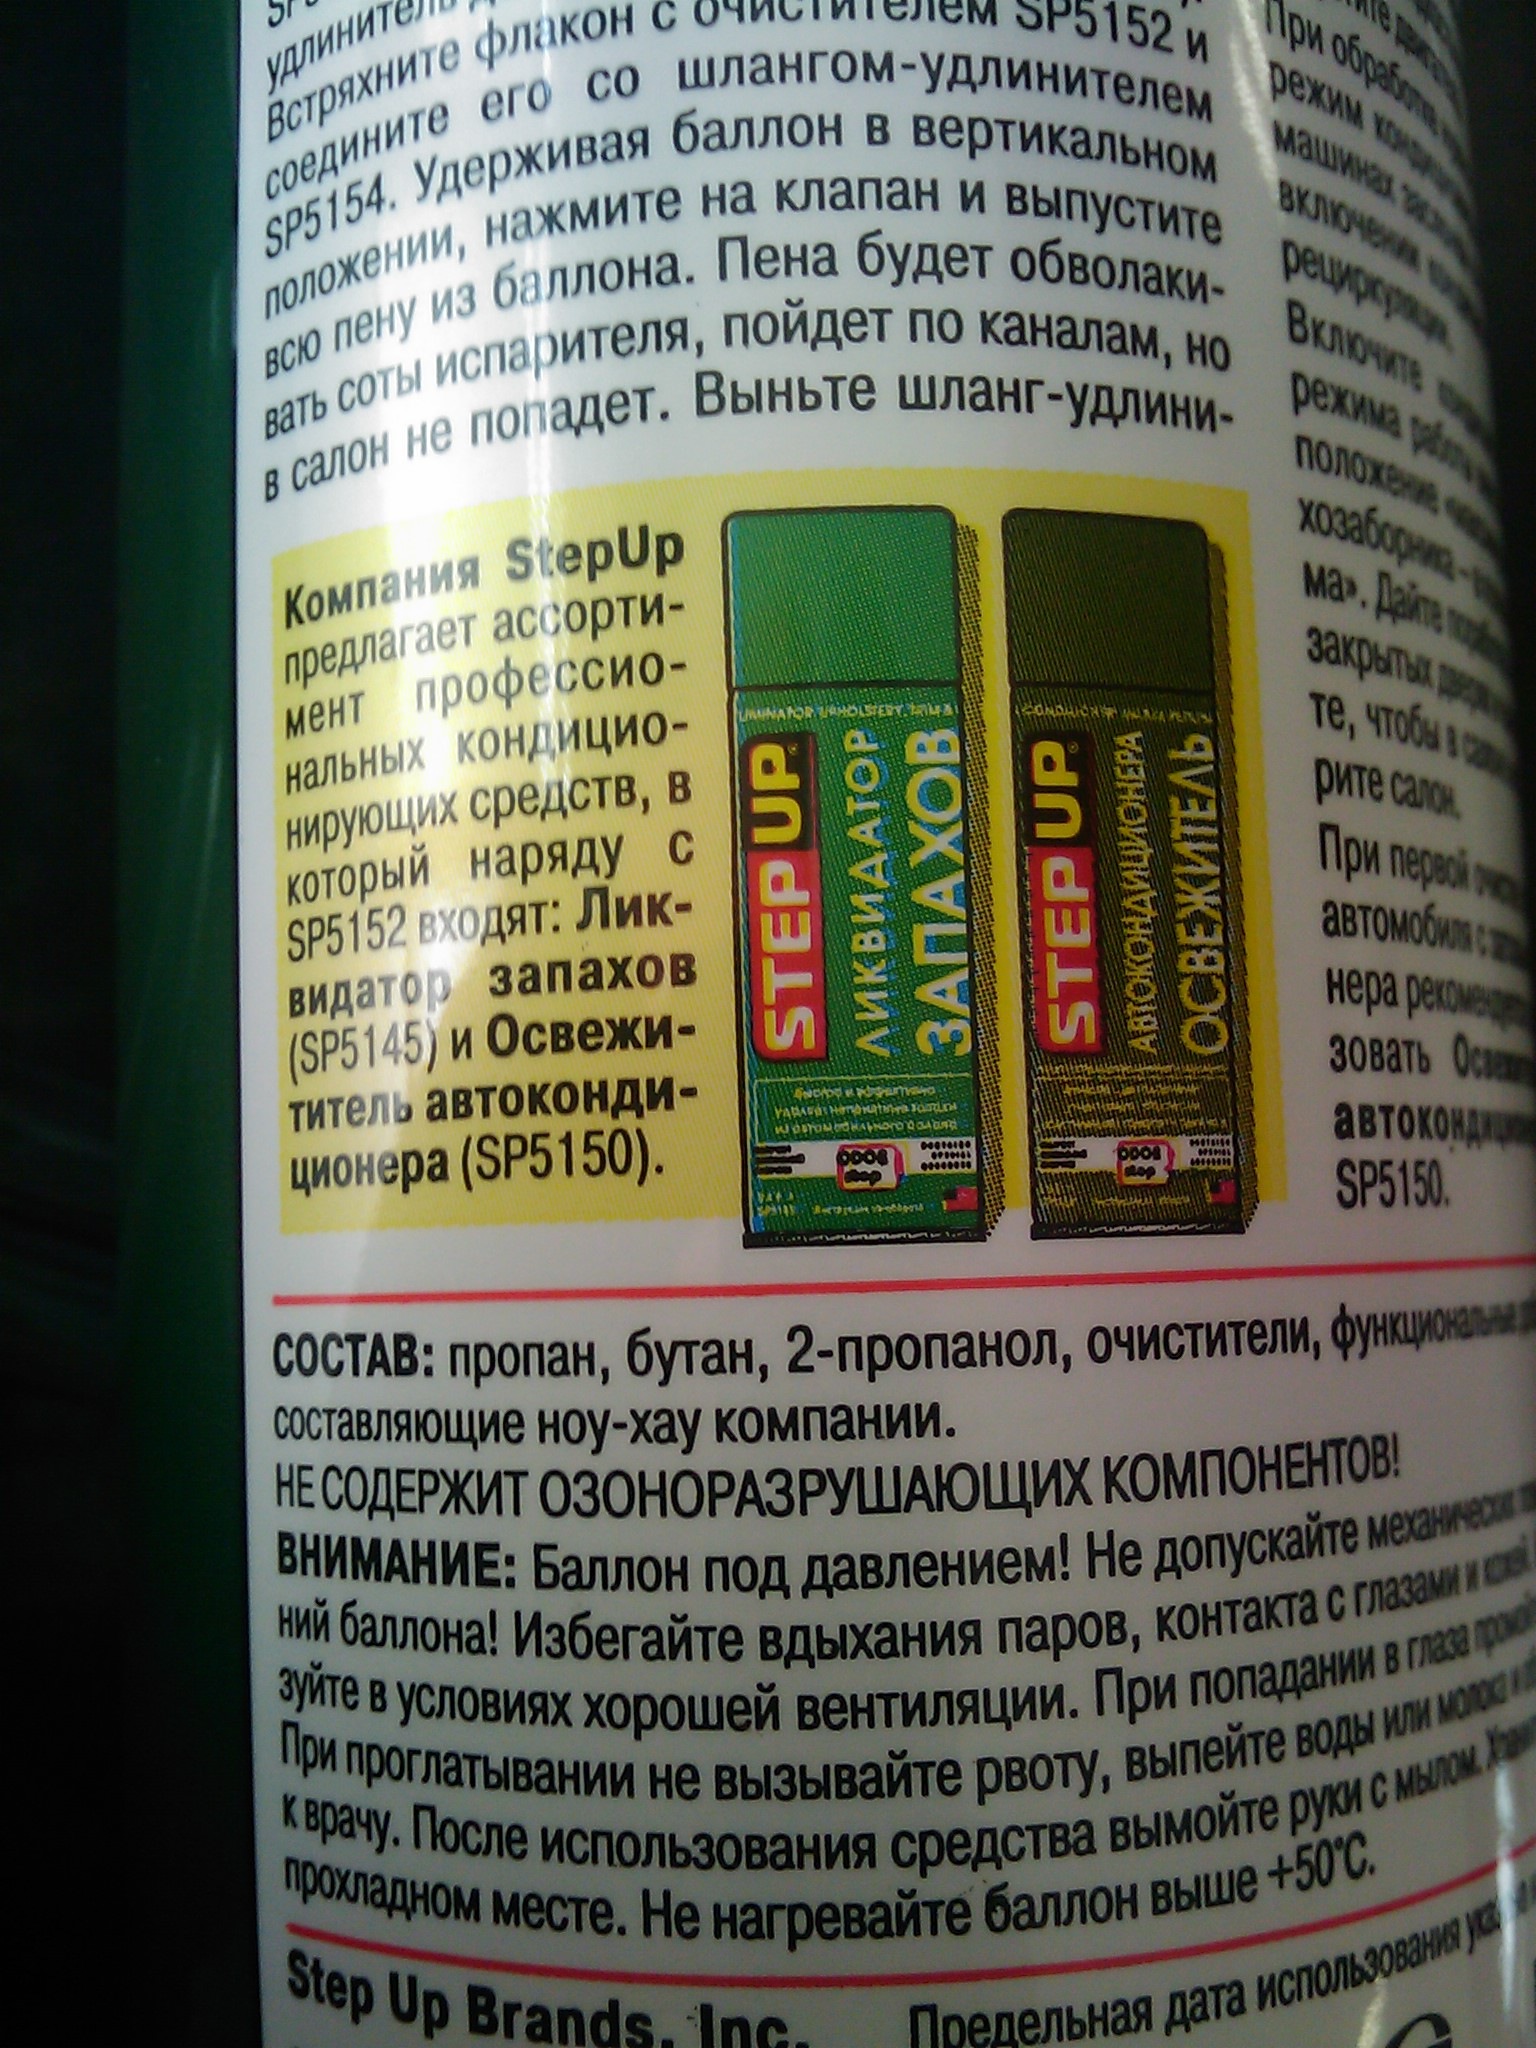 удлинитель
Встряхните флакон с очистителем SP5152 и
соедините его со шлангом-удлинителем
SP5154. Удерживая баллон в вертикальном
положении, нажмите на клапан и выпустите
всю пену из баллона. Пена будет обволаки-
вать соты испарителя, пойдет по каналам, но
в салон не попадет. Выньте шланг-удлини-
Компания StepUp
предлагает ассорти-
мент профессио-
нальных кондицио-
нирующих средств, в
который наряду с
SP5152 входят: Лик-
видатор запахов
(SP5145) и Освежи-
титель автоконди-
ционера (SP5150).
STEP UP
ЛИКВИДАТОР
ЗАПАХОВ
STEP UP
АВТОКОНДИЦИОНЕРА
ОСВЕЖИТЕЛЬ
При обработке
режим
машинах
включении
рециркуляции.
Включите
режима работы
положение
хозаборника –
ма». Дайте
закрытых
те, чтобы в
рите салон.
При первой
автомобиля с
нера
зовать
SP5150.
СОСТАВ: пропан, бутан, 2-пропанол, очистители, функциональные
составляющие ноу-хау компании.
НЕ СОДЕРЖИТ ОЗОНОРАЗРУШАЮЩИХ КОМПОНЕНТОВ!
ВНИМАНИЕ: Баллон под давлением! Не допускайте механических
ний баллона! Избегайте вдыхания паров, контакта с глазами и кожей.
зуйте в условиях хорошей вентиляции. При попадании в глаза
При проглатывании не вызывайте рвоту, выпейте воды или молока и
к врачу. После использования средства вымойте руки с мылом.
прохладном месте. Не нагревайте баллон выше +50°C.
Step Up Brands, Inc.
Предельная дата использования